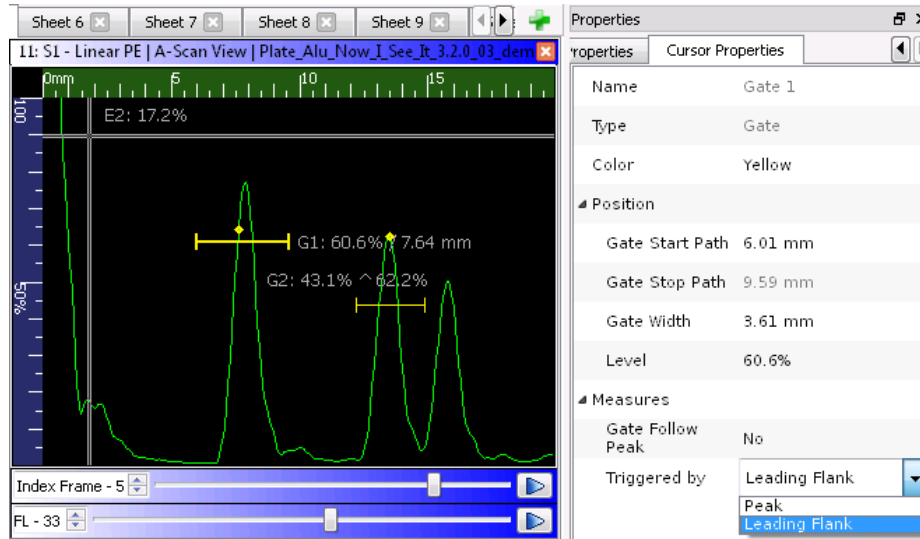 Sheet 6 Sheet 7 Sheet 8 Sheet 9
11: S1 - Linear PE | A-Scan View | Plate_Alu_Now_I_See_It_3.2.0_03_dem
0mm 5 10 15
100
E2: 17.2%
G1: 60.6% / 7.64 mm
G2: 43.1% ^ 62.2%
50%
Index Frame - 5
FL - 33
Properties
roperties Cursor Properties
Name Gate 1
Type Gate
Color Yellow
Position
Gate Start Path 6.01 mm
Gate Stop Path 9.59 mm
Gate Width 3.61 mm
Level 60.6%
Measures
Gate Follow
Peak No
Triggered by Leading Flank
Peak
Leading Flank